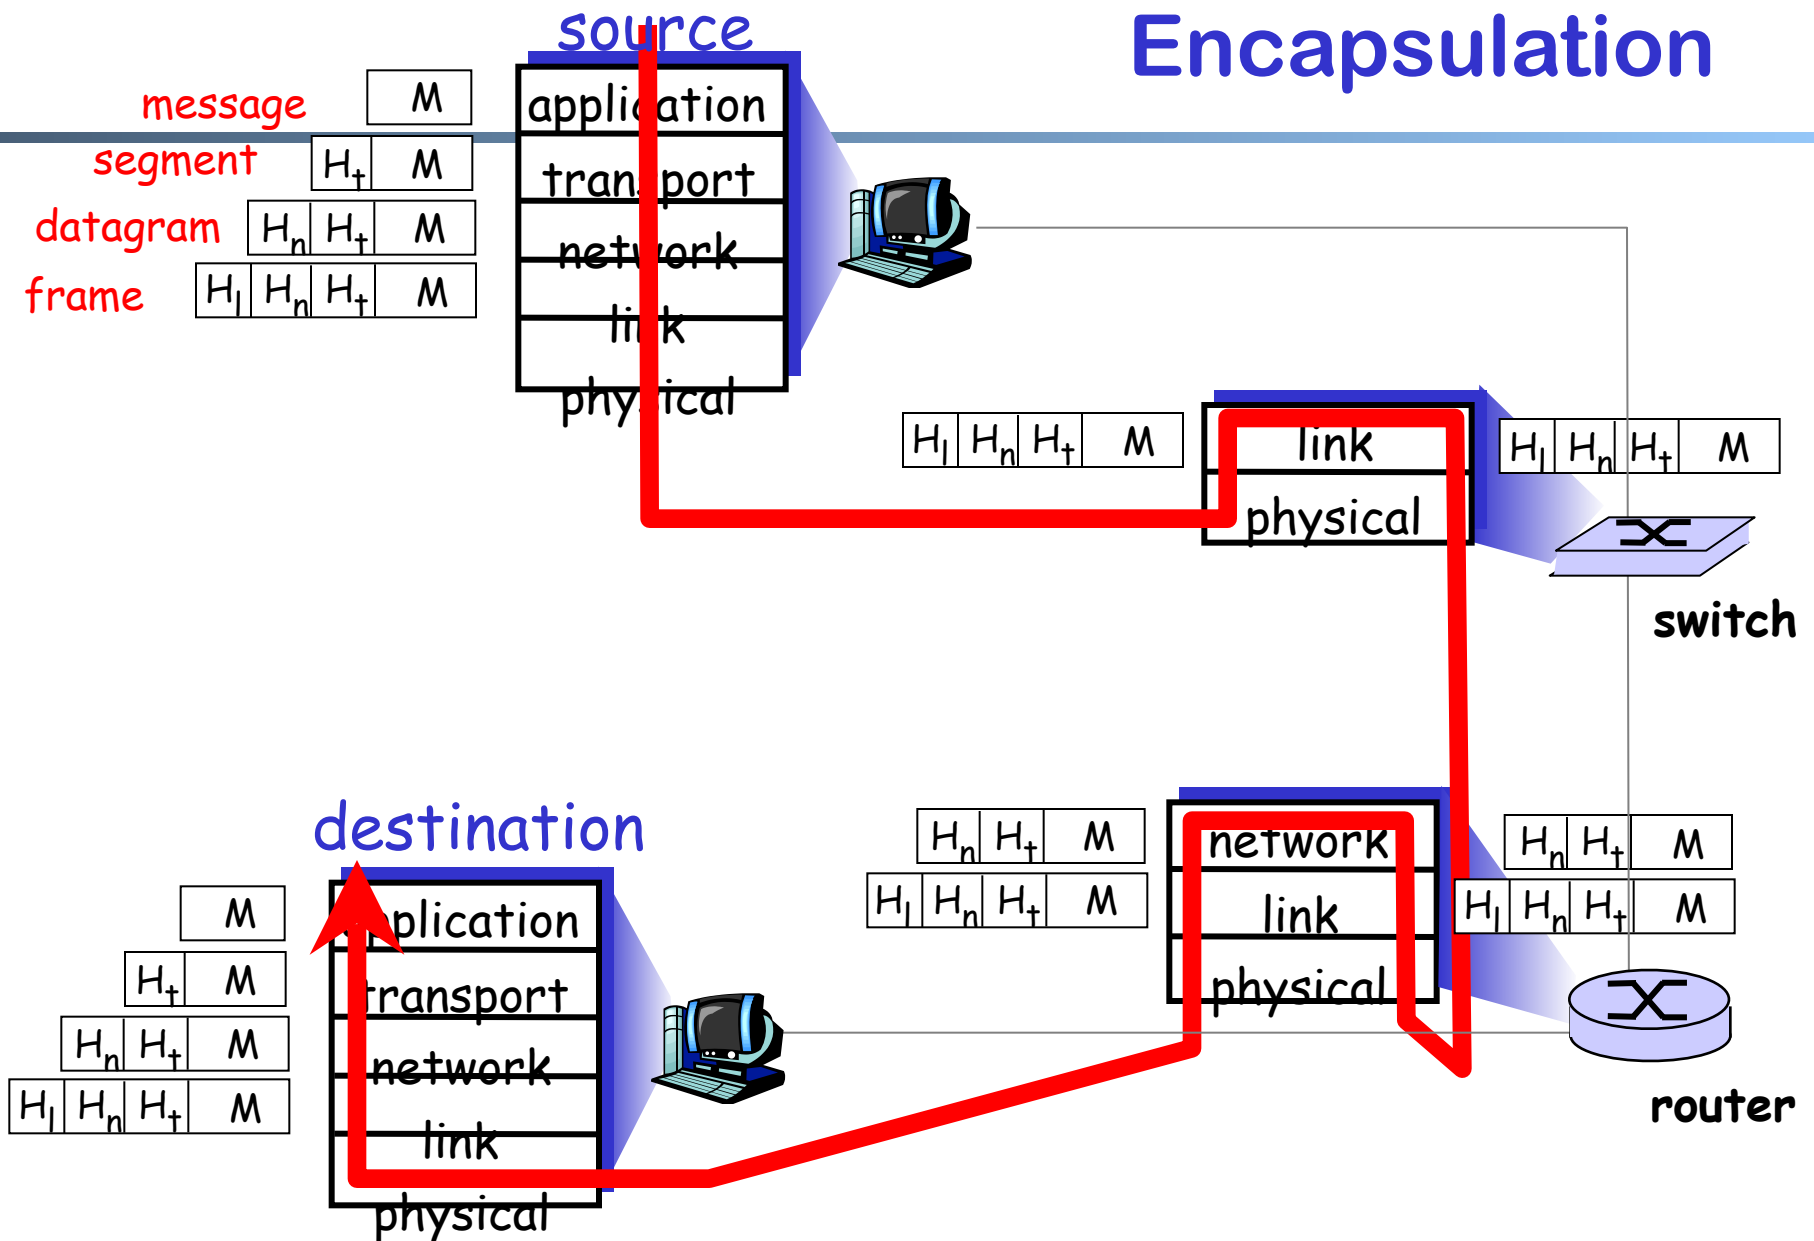 Encapsulation
source
message M
segment Ht M
datagram Hn Ht M
frame Hl Hn Ht M
application
transport
network
link
physical
Hl Hn Ht M
link
physical
Hl Hn Ht M
switch
destination
M
Ht M
Hn Ht M
Hl Hn Ht M
application
transport
network
link
physical
Hn Ht M
Hl Hn Ht M
network
link
physical
Hn Ht M
Hl Hn Ht M
router